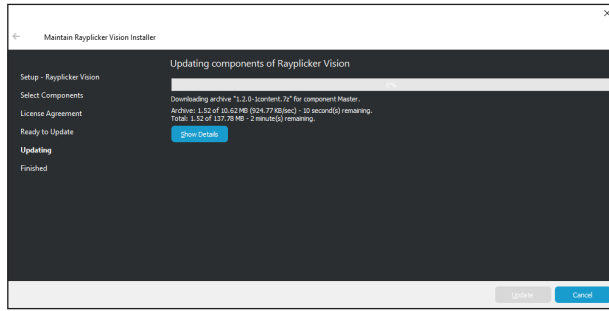 Maintain Rayplicker Vision Installer
Setup - Rayplicker Vision
Select Components
License Agreement
Ready to Update
Updating
Finished
Updating components of Rayplicker Vision
Downloading archive "1.2.0-1content.7z" for component Master.
Archive: 1.52 of 10.62 MB (924.77 KB/sec) - 10 second(s) remaining.
Total: 1.52 of 137.78 MB - 2 minute(s) remaining.
Show Details
Update
Cancel